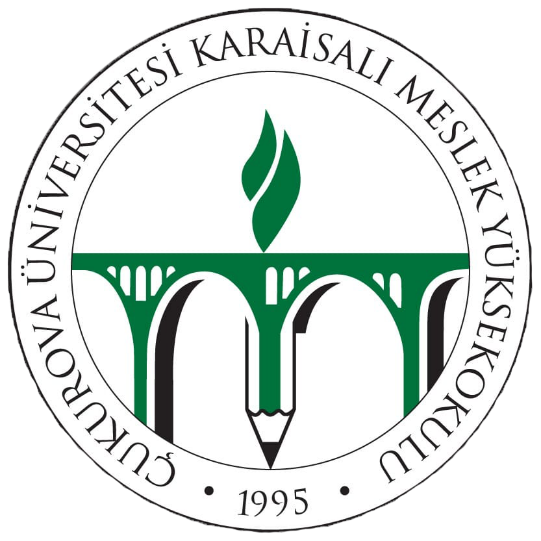 ÇUKUROVA ÜNİVERSİTESİ KARAİSALI MESLEK YÜKSEKOKULU
• 1995 •